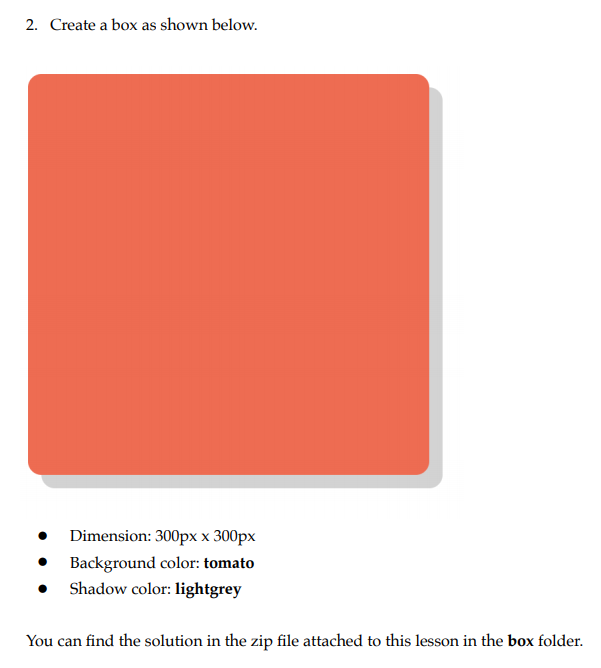 2. Create a box as shown below.
● Dimension: 300px x 300px
● Background color: tomato
● Shadow color: lightgrey
You can find the solution in the zip file attached to this lesson in the box folder.